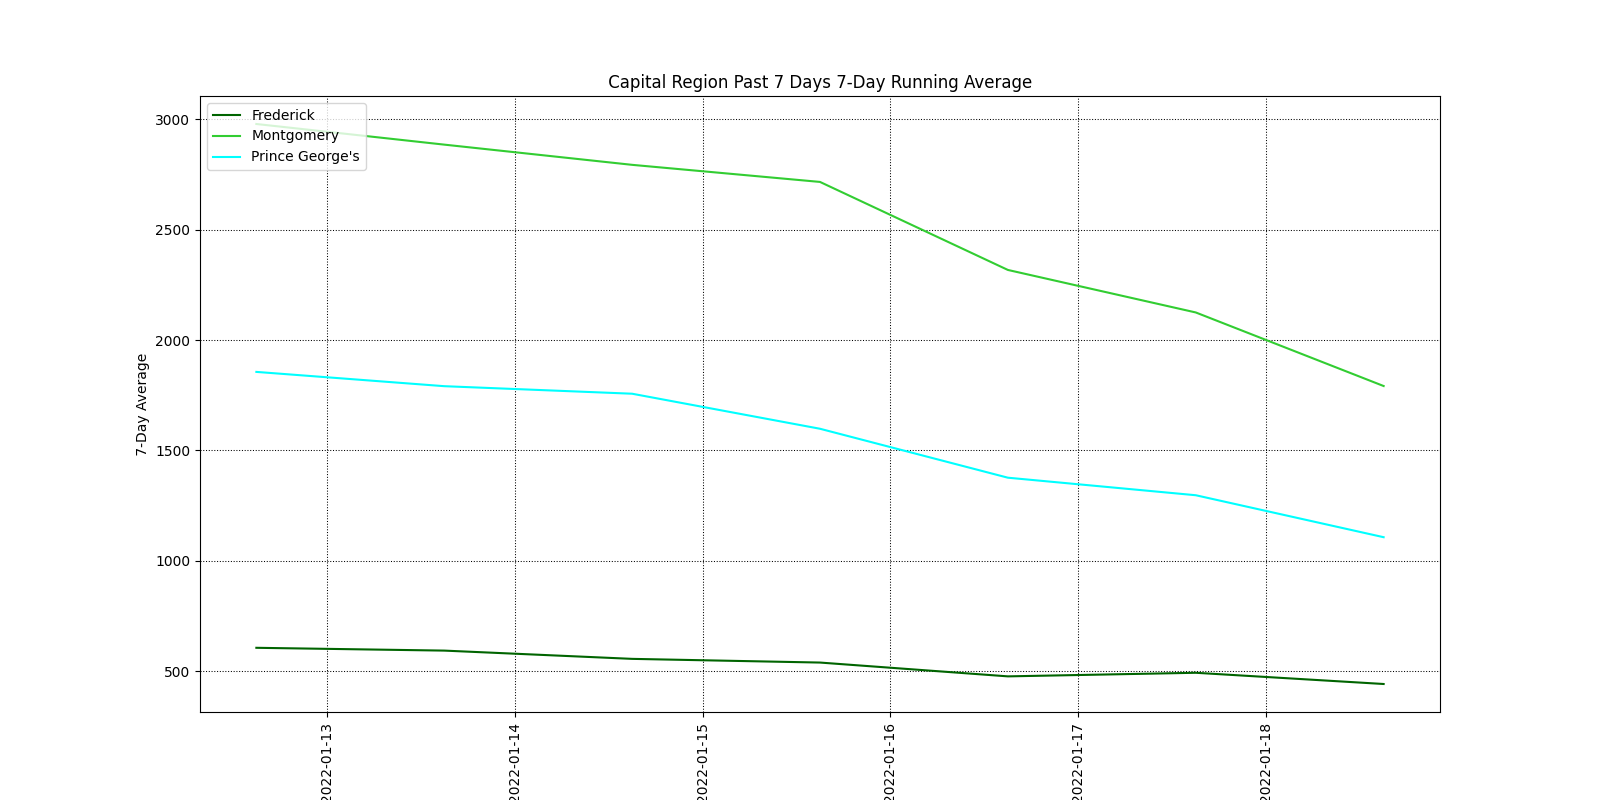 Capital Region Past 7 Days 7-Day Running Average
Frederick
Montgomery
Prince George's
3000
2500
2000
1500
1000
500
7-Day Average
2022-01-13
2022-01-14
2022-01-15
2022-01-16
2022-01-17
2022-01-18